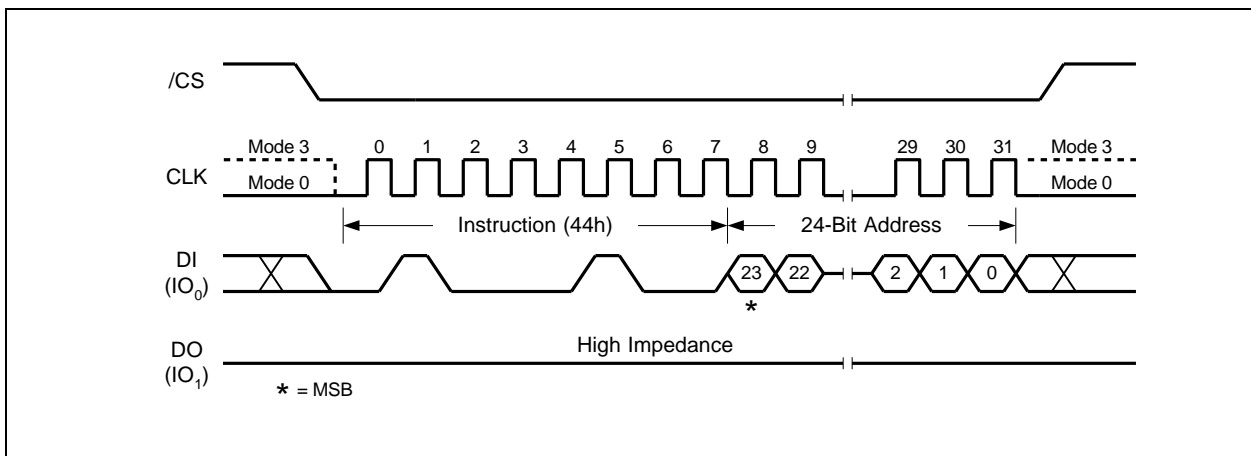 /CS
Mode 3 0 1 2 3 4 5 6 7 8 9 29 30 31 Mode 3
CLK Mode 0 Mode 0
Instruction (44h) 24-Bit Address
DI
(IO₀) 23 22 2 1 0
*
DO High Impedance
(IO₁)
* = MSB